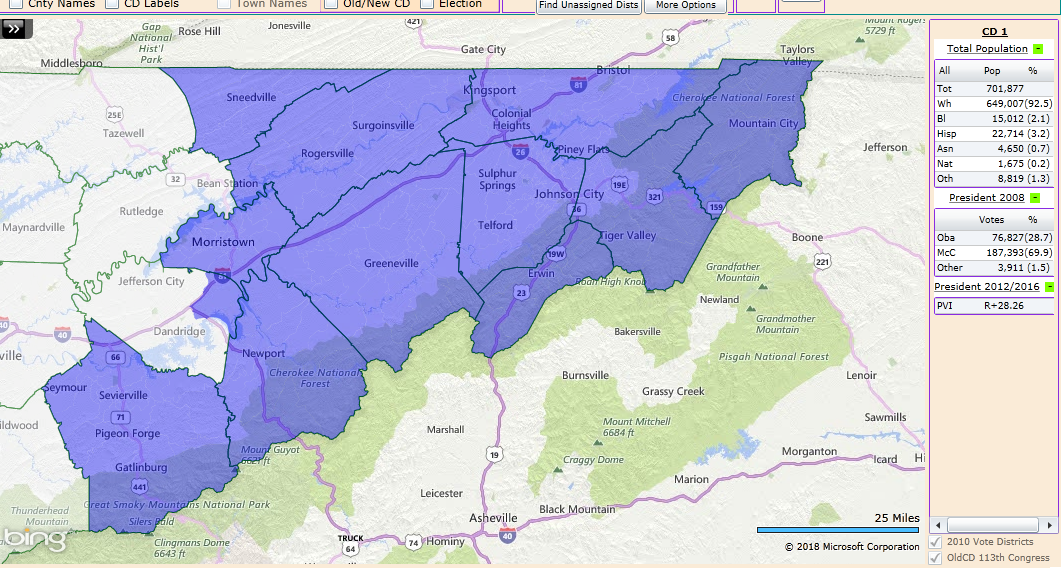 Cnty Names
CD Labels
Town Names
Old/New CD
Election
Find Unassigned Dists
More Options
»
Gap
National
Hist'l
Park
Rose Hill
Jonesville
421
58
Mount Rogers
5729 ft
Middlesboro
Gate City
Taylors
Valley
Bristol
Kingsport
81
Sneedville
Cherokee National Forest
25E
Tazewell
Surgoinsville
Colonial
Heights
Mountain City
Rogersville
26
Piney Flats
Jefferson
32
Bean Station
Sulphur
Springs
Johnson City
19E
321
Rutledge
Maynardville
36
159
Telford
Tiger Valley
Morristown
19W
Boone
Greeneville
Erwin
221
Jefferson City
81
Roan High Knob
Grandfather
Mountain
23
Newland
40
40
Dandridge
Grandmother
Mountain
ville
66
Newport
Bakersville
Pisgah National Forest
Cherokee National
Forest
Burnsville
Lenoir
Seymour
Sevierville
Grassy Creek
71
Sawmills
ildwood
Pigeon Forge
Marshall
Mount Mitchell
6684 ft
Mount Guyot
6621 ft
19
Morganton
Icard
Hi
Gatlinburg
Craggy Dome
441
Marion
Leicester
Great Smoky Mountains National Park
Thunderhead
Mountain
Silers Bald
Black Mountain
Asheville
25 Miles
bing
Clingmans Dome
6643 ft
TRUCK
64
74
Hominy
40
© 2018 Microsoft Corporation
CD 1
Total Population -
All Pop %
Tot 701,877
Wh 649,007(92.5)
Bl 15,012 (2.1)
Hisp 22,714 (3.2)
Asn 4,650 (0.7)
Nat 1,675 (0.2)
Oth 8,819 (1.3)
President 2008 -
Votes %
Oba 76,827(28.7)
McC 187,393(69.9)
Other 3,911 (1.5)
President 2012/2016 -
PVI R+28.26
2010 Vote Districts
OldCD 113th Congress